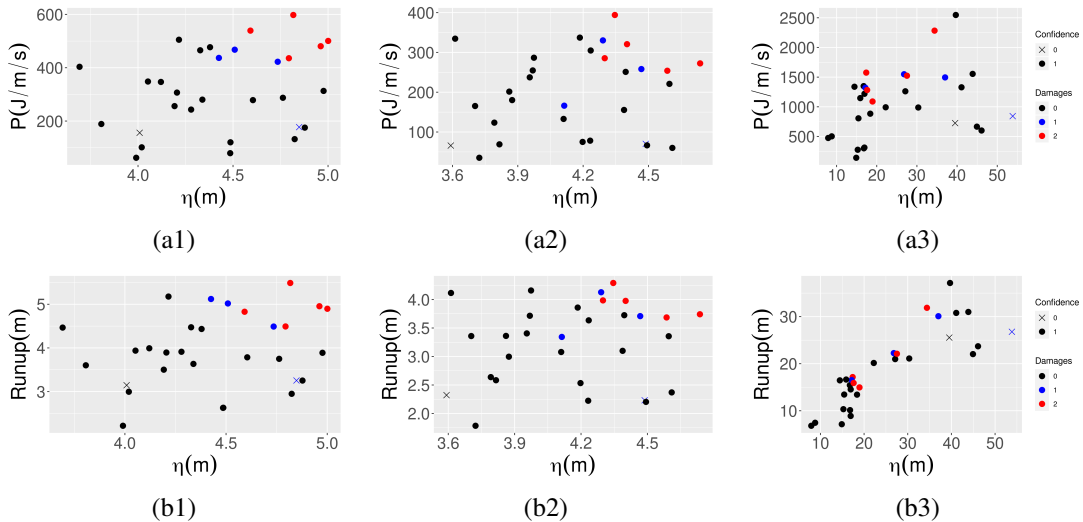 600
400
200
P(J/m/s)
4.0 4.5 5.0
η(m)
(a1)
400
300
200
100
P(J/m/s)
3.6 3.9 4.2 4.5
η(m)
(a2)
2500
2000
1500
1000
500
P(J/m/s)
10 20 30 40 50
η(m)
(a3)
Confidence
0
1
Damages
0
1
2
5
4
3
Runup(m)
4.0 4.5 5.0
η(m)
(b1)
4.0
3.5
3.0
2.5
2.0
Runup(m)
3.6 3.9 4.2 4.5
η(m)
(b2)
30
20
10
Runup(m)
10 20 30 40 50
η(m)
(b3)
Confidence
0
1
Damages
0
1
2